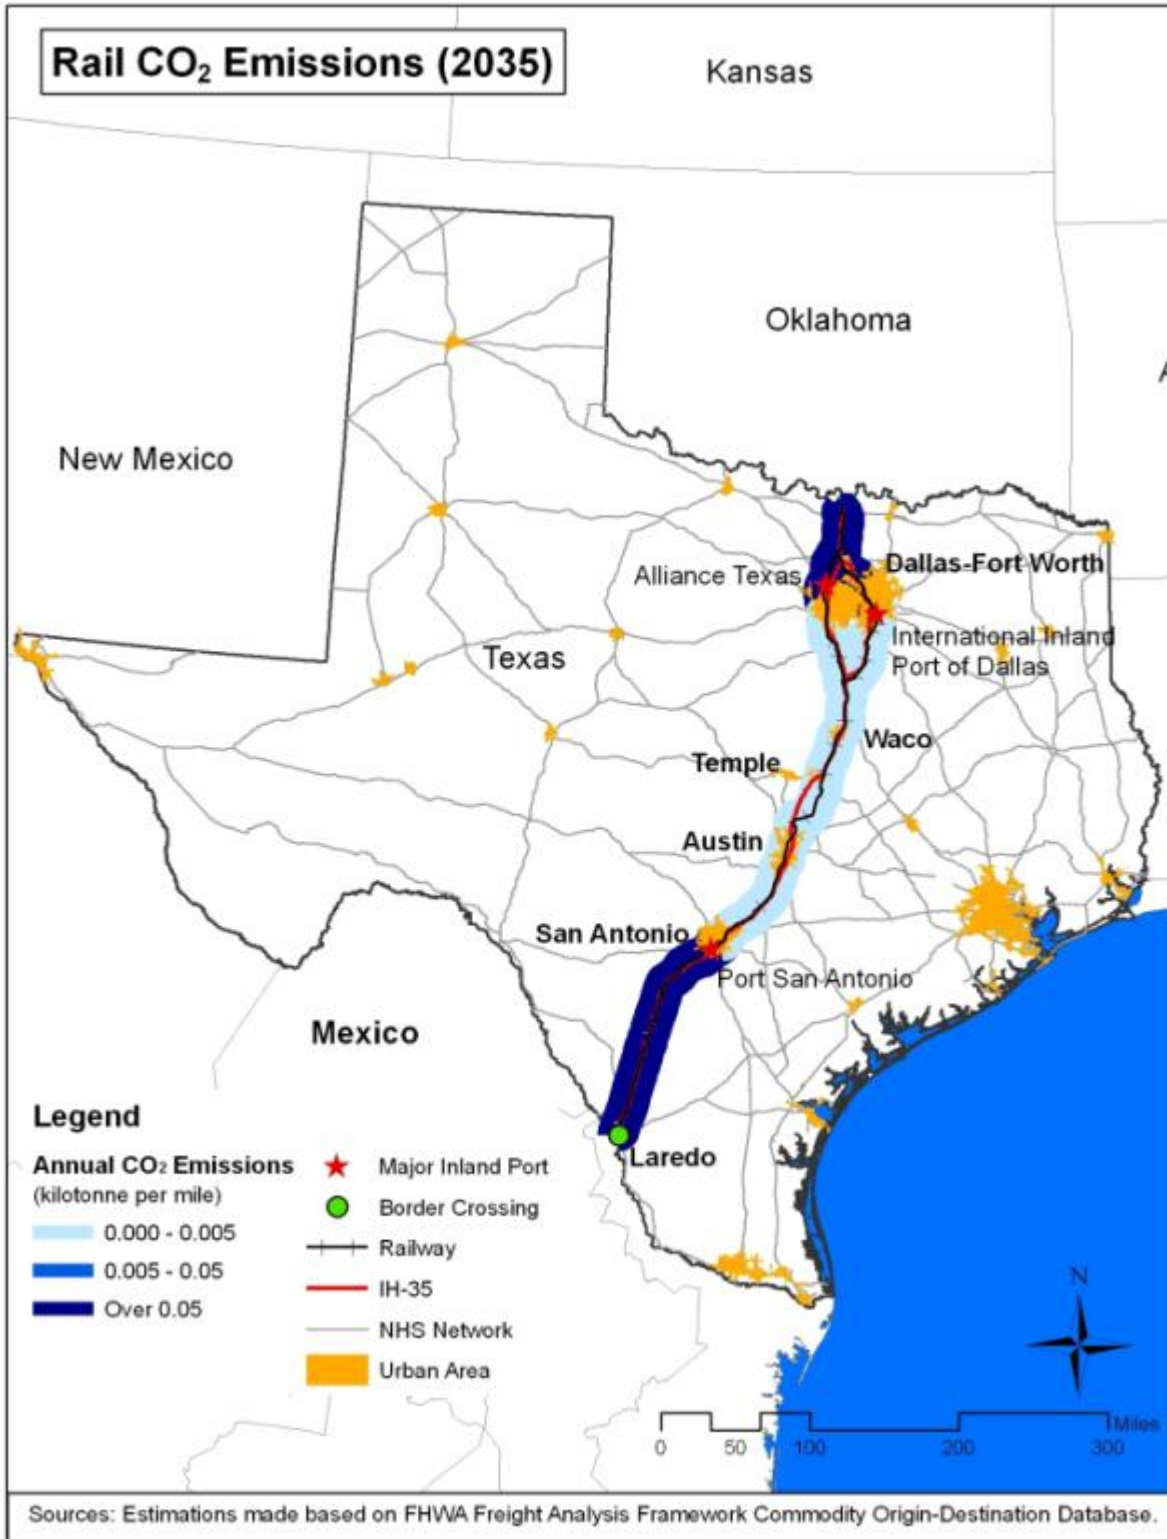 Rail CO₂ Emissions (2035)
Kansas
Oklahoma
A
New Mexico
Alliance Texas
Dallas-Fort Worth
International Inland
Port of Dallas
Texas
Waco
Temple
Austin
San Antonio
Port San Antonio
Mexico
Laredo
Legend
Annual CO₂ Emissions
(kilotonne per mile)
0.000 - 0.005
0.005 - 0.05
Over 0.05
Major Inland Port
Border Crossing
Railway
IH-35
NHS Network
Urban Area
N
Miles
0 50 100 200 300
Sources: Estimations made based on FHWA Freight Analysis Framework Commodity Origin-Destination Database.